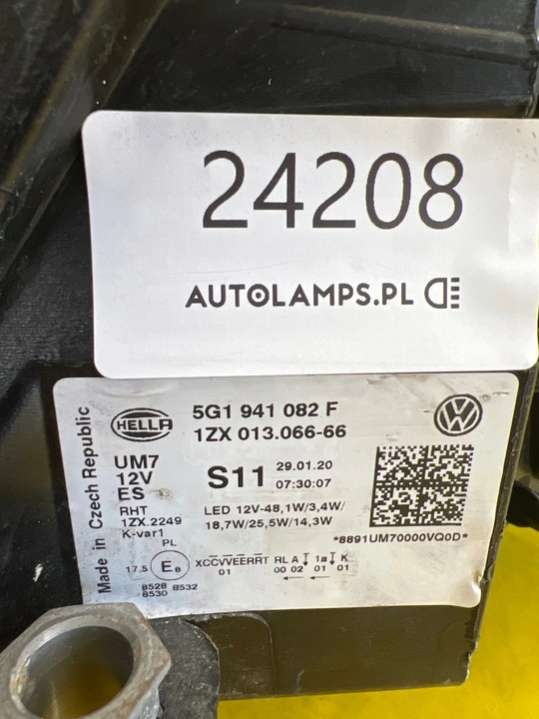 24208
AUTOLAMPS.PL
Made in Czech Republic
HELLA
5G1 941 082 F
1ZX 013.066-66
UM7
12V
ES
RHT
1ZX.2249
K-var1
PL
S11
29.01.20
07:30:07
LED 12V-48,1W/3,4W/
18,7W/25,5W/14,3W
*8891UM70000VQ0D*
17.5 E8
XCCVVEERRT RL A 1a K
01 00 02 01 01
8528 8532
8530